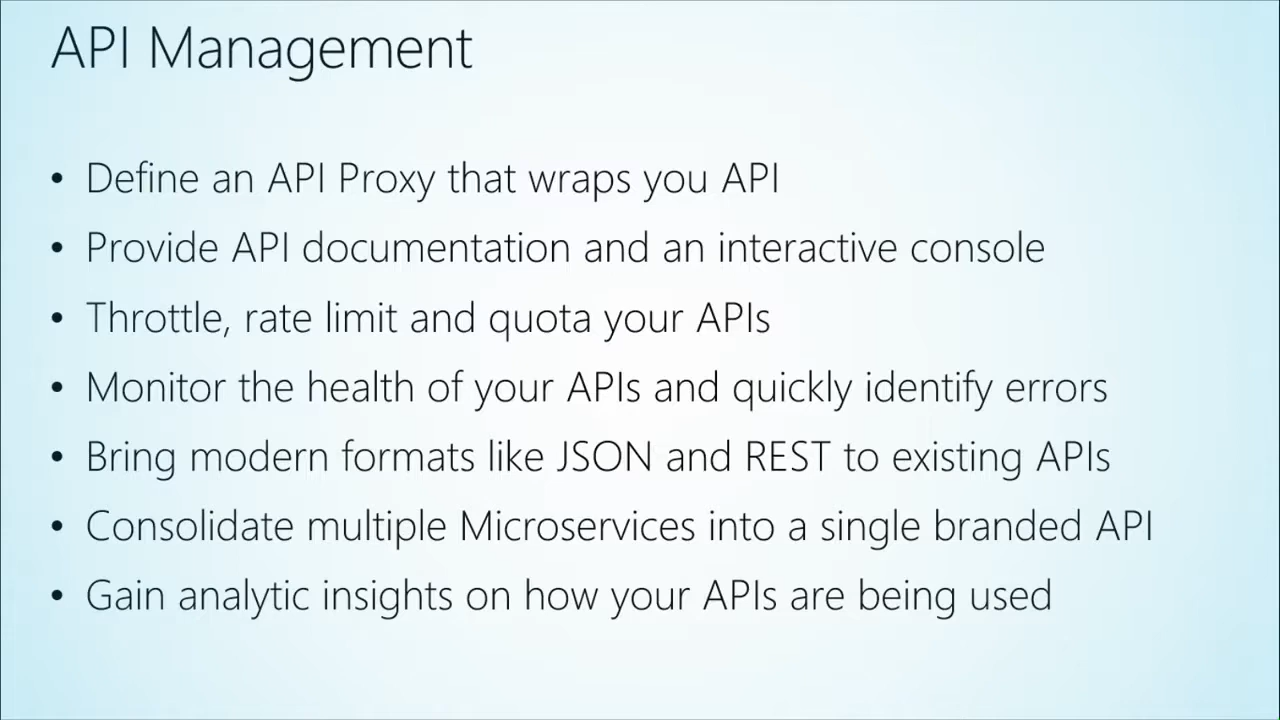 API Management
• Define an API Proxy that wraps you API
• Provide API documentation and an interactive console
• Throttle, rate limit and quota your APIs
• Monitor the health of your APIs and quickly identify errors
• Bring modern formats like JSON and REST to existing APIs
• Consolidate multiple Microservices into a single branded API
• Gain analytic insights on how your APIs are being used